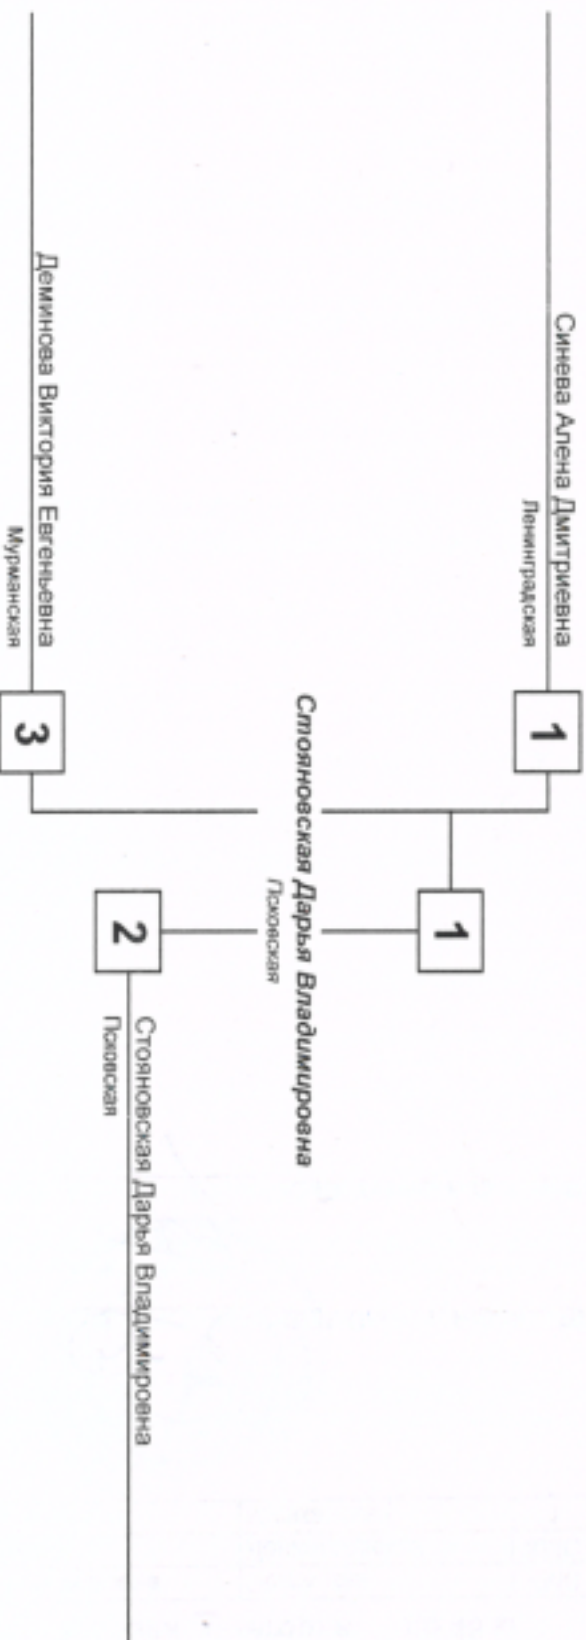 Синева Алена Дмитриевна
Ленинградская
1
Деминова Виктория Евгеньевна
Мурманская
3
1
Стояновская Дарья Владимировна
Псковская
2
Стояновская Дарья Владимировна
Псковская